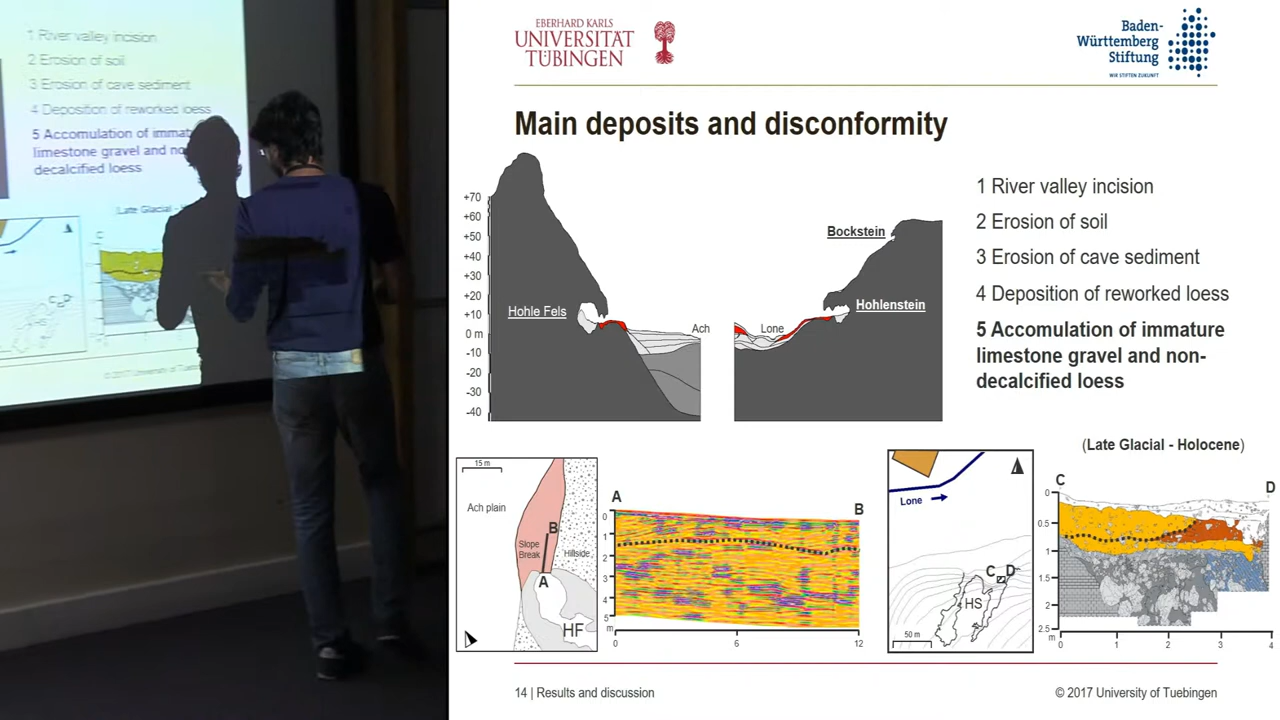 1 River valley incision
2 Erosion of soil
3 Erosion of cave sediment
4 Deposition of reworked loess
5 Accomulation of immat
limestone gravel and no
decalcified loess
(Late Glacial -
C
© 2017 University of Tue
EBERHARD KARLS
UNIVERSITÄT
TÜBINGEN
Baden-
Württemberg
Stiftung
WIR STIFTEN ZUKUNFT
Main deposits and disconformity
+70
+60
+50
+40
+30
+20
+10
0 m
-10
-20
-30
-40
Hohle Fels
Ach
Bockstein
Hohlenstein
Lone
1 River valley incision
2 Erosion of soil
3 Erosion of cave sediment
4 Deposition of reworked loess
5 Accomulation of immature
limestone gravel and non-
decalcified loess
(Late Glacial - Holocene)
15 m
Ach plain
B
Slope
Break
Hillside
A
HF
A
B
0
1
2
3
4
5
m
0
6
12
Lone
C D
HS
50 m
C
D
0
0.5
1
1.5
2
2.5
m
0
1
2
3
4
14 | Results and discussion
© 2017 University of Tuebingen